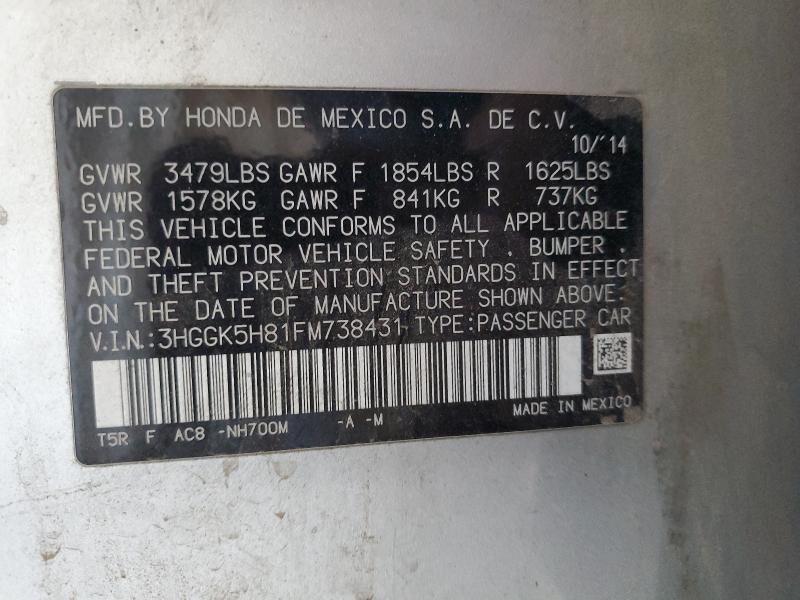 MFD.BY HONDA DE MEXICO S.A. DE C.V.
10/'14
GVWR 3479LBS GAWR F 1854LBS R 1625LBS
GVWR 1578KG GAWR F 841KG R 737KG
THIS VEHICLE CONFORMS TO ALL APPLICABLE
FEDERAL MOTOR VEHICLE SAFETY . BUMPER .
AND THEFT PREVENTION STANDARDS IN EFFECT
ON THE DATE OF MANUFACTURE SHOWN ABOVE.
V.I.N.:3HGGK5H81FM738431 TYPE:PASSENGER CAR
MADE IN MEXICO
T5R F AC8 -NH700M -A -M